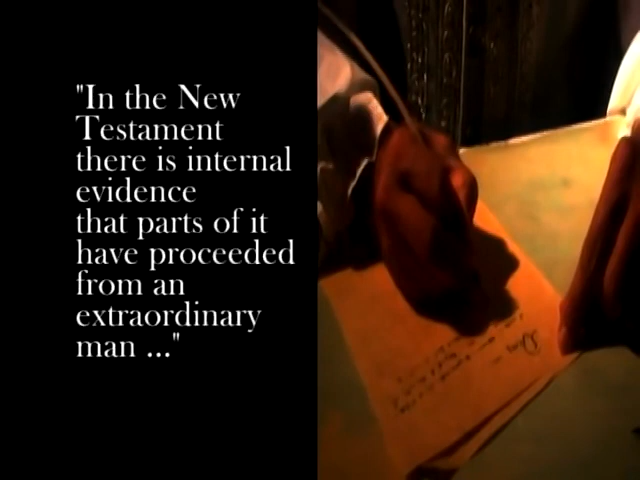 "In the New
Testament
there is internal
evidence
that parts of it
have proceeded
from an
extraordinary
man ..."